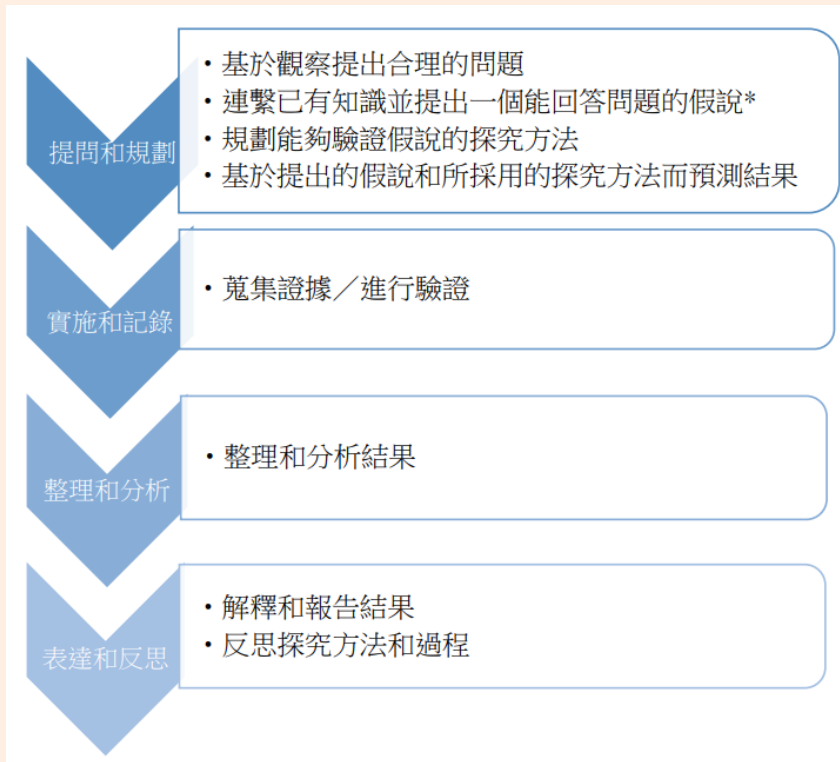 提問和規劃
・基於觀察提出合理的問題
・連繫已有知識並提出一個能回答問題的假說*
・規劃能夠驗證假說的探究方法
・基於提出的假說和所採用的探究方法而預測結果
實施和記錄
・蒐集證據／進行驗證
整理和分析
・整理和分析結果
表達和反思
・解釋和報告結果
・反思探究方法和過程